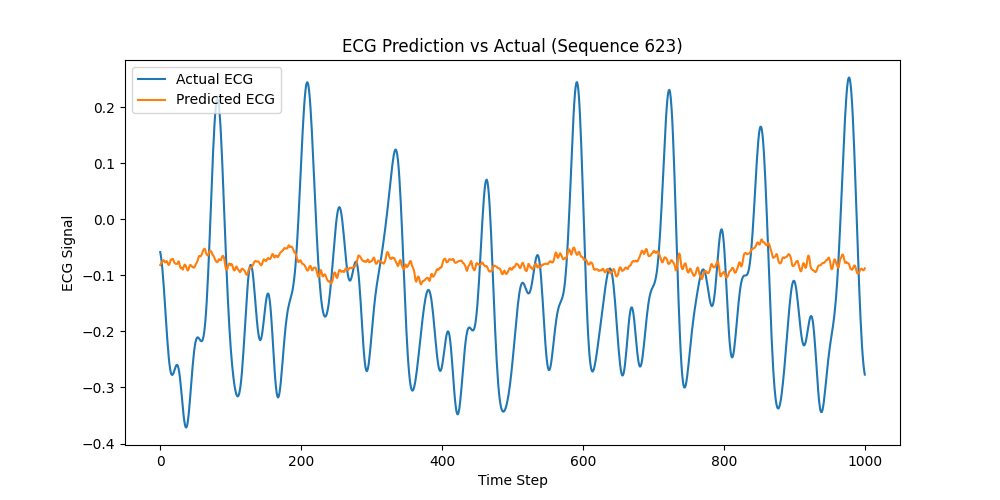 ECG Prediction vs Actual (Sequence 623)
Actual ECG
Predicted ECG
ECG Signal
0.2
0.1
0.0
−0.1
−0.2
−0.3
−0.4
0 200 400 600 800 1000
Time Step